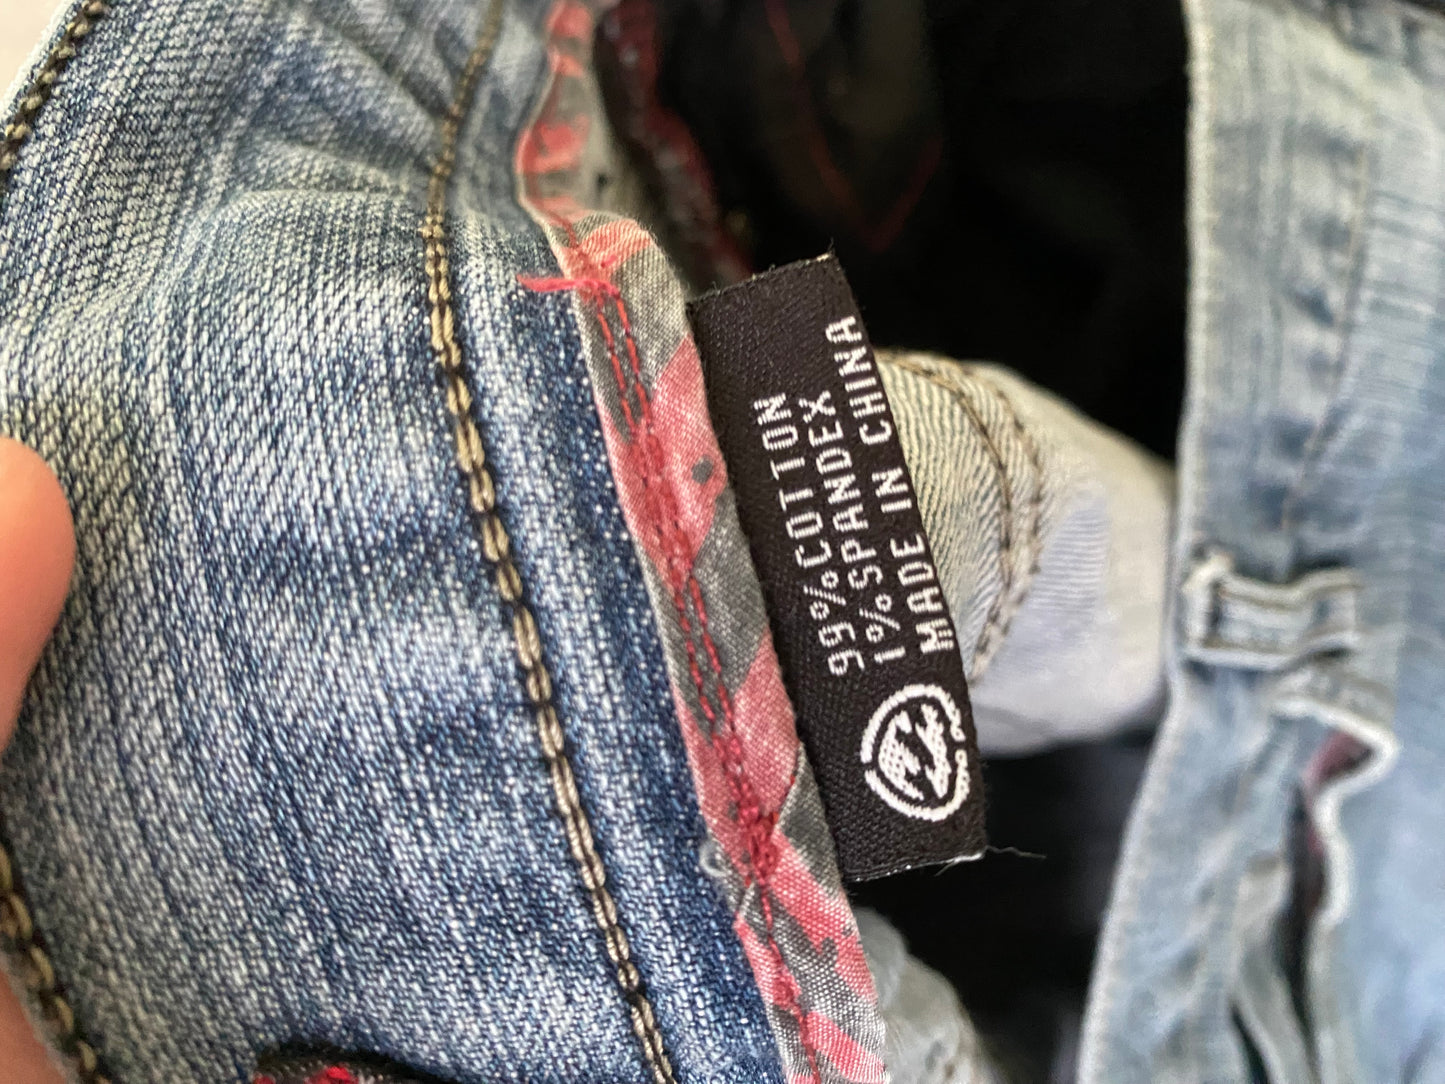 99% COTTON
1% SPANDEX
MADE IN CHINA